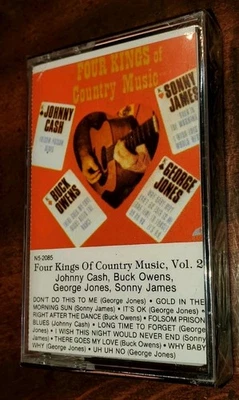 FOUR KINGS of
Country Music
JOHNNY
CASH
SONNY
JAMES
BUCK
OWENS
GEORGE
JONES
N5-2085
Four Kings Of Country Music, Vol. 2
Johnny Cash, Buck Owens,
George Jones, Sonny James
DON'T DO THIS TO ME (George Jones) • GOLD IN THE
MORNING SUN (Sonny James) • IT'S OK (George Jones) •
RIGHT AFTER THE DANCE (Buck Owens) • FOLSOM PRISON
BLUES (Johnny Cash) • LONG TIME TO FORGET (George
Jones) • I WISH THIS NIGHT WOULD NEVER END (Sonny
James) • THERE GOES MY LOVE (Buck Owens) • WHY BABY
WHY (George Jones) • UH UH NO (George Jones)